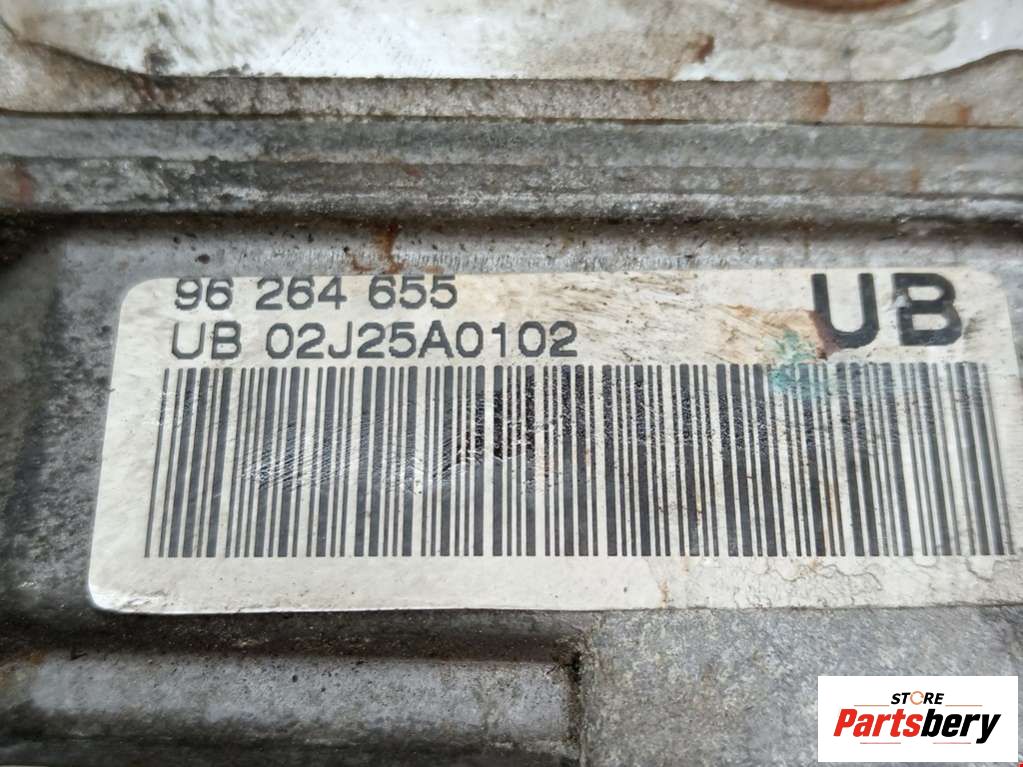 96 264 655
UB
UB 02J25A0102
STORE
Partsbery